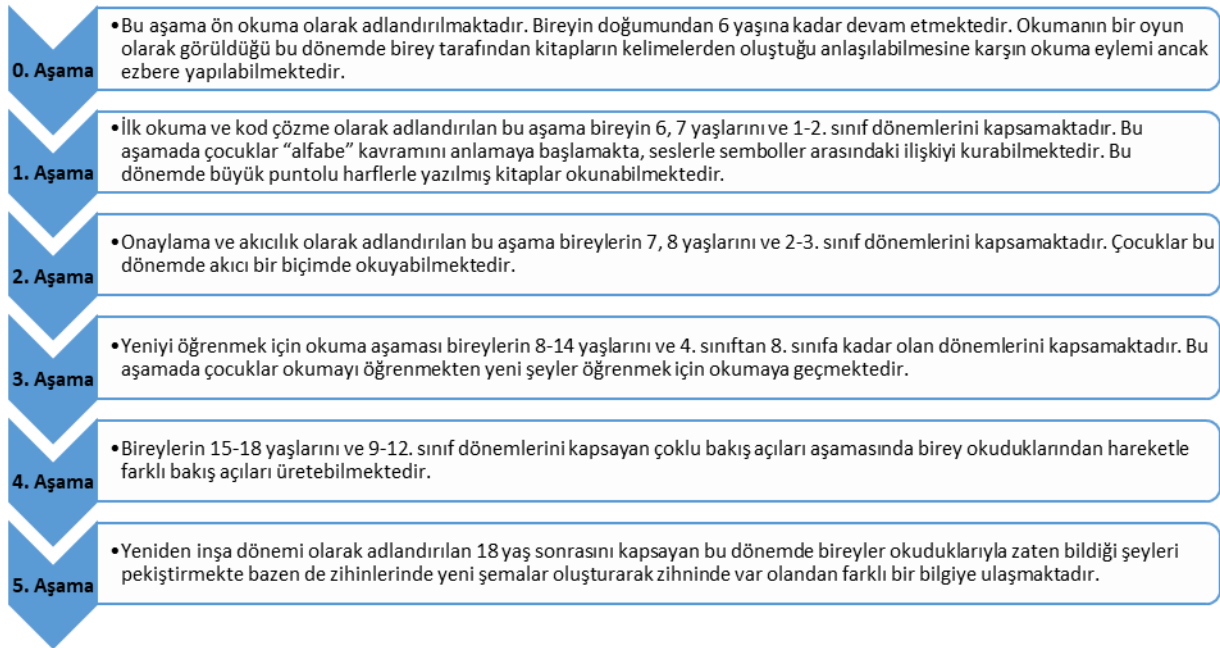 0. Aşama
•Bu aşama ön okuma olarak adlandırılmaktadır. Bireyin doğumundan 6 yaşına kadar devam etmektedir. Okumanın bir oyun
olarak görüldüğü bu dönemde birey tarafından kitapların kelimelerden oluştuğu anlaşılabilmesine karşın okuma eylemi ancak
ezbere yapılabilmektedir.
1. Aşama
•İlk okuma ve kod çözme olarak adlandırılan bu aşama bireyin 6, 7 yaşlarını ve 1-2. sınıf dönemlerini kapsamaktadır. Bu
aşamada çocuklar “alfabe” kavramını anlamaya başlamakta, seslerle semboller arasındaki ilişkiyi kurabilmektedir. Bu
dönemde büyük puntolu harflerle yazılmış kitaplar okunabilmektedir.
2. Aşama
•Onaylama ve akıcılık olarak adlandırılan bu aşama bireylerin 7, 8 yaşlarını ve 2-3. sınıf dönemlerini kapsamaktadır. Çocuklar bu
dönemde akıcı bir biçimde okuyabilmektedir.
3. Aşama
•Yeniyi öğrenmek için okuma aşaması bireylerin 8-14 yaşlarını ve 4. sınıftan 8. sınıfa kadar olan dönemlerini kapsamaktadır. Bu
aşamada çocuklar okumayı öğrenmekten yeni şeyler öğrenmek için okumaya geçmektedir.
4. Aşama
•Bireylerin 15-18 yaşlarını ve 9-12. sınıf dönemlerini kapsayan çoklu bakış açıları aşamasında birey okuduklarından hareketle
farklı bakış açıları üretebilmektedir.
5. Aşama
•Yeniden inşa dönemi olarak adlandırılan 18 yaş sonrasını kapsayan bu dönemde bireyler okuduklarıyla zaten bildiği şeyleri
pekiştirmekte bazen de zihinlerinde yeni şemalar oluşturarak zihninde var olandan farklı bir bilgiye ulaşmaktadır.